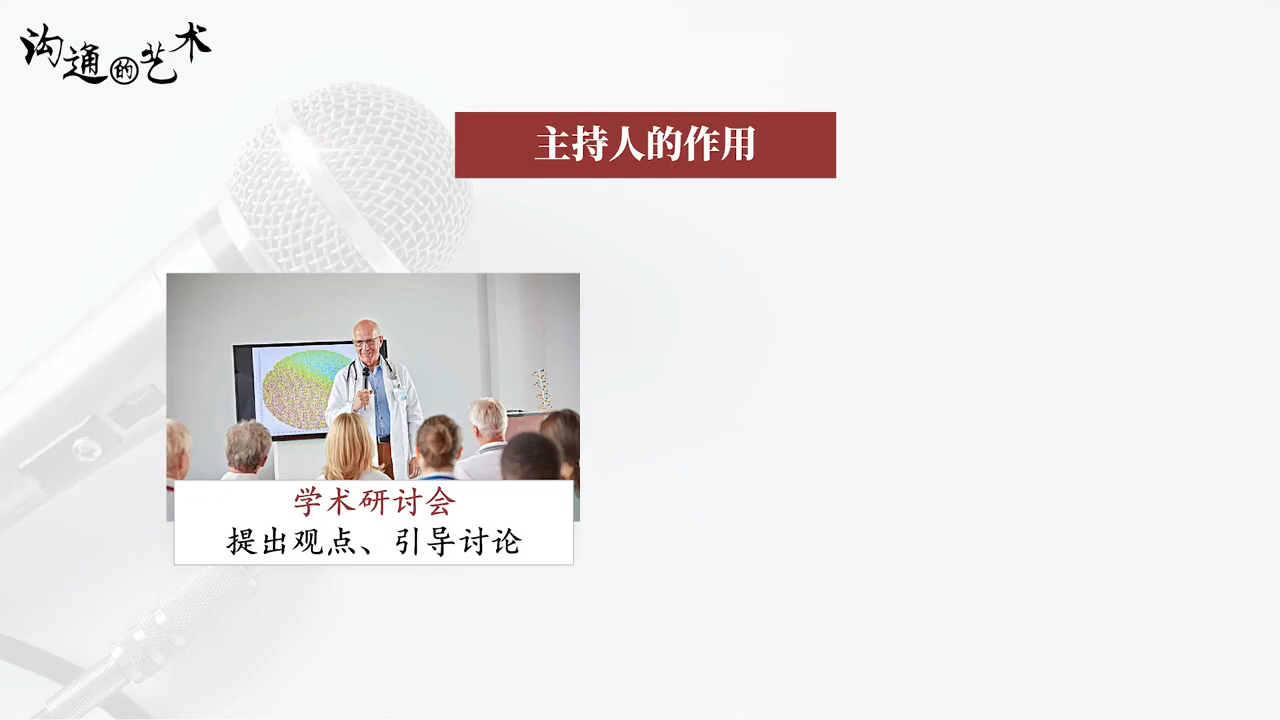 沟通的艺术
主持人的作用
学术研讨会
提出观点、引导讨论